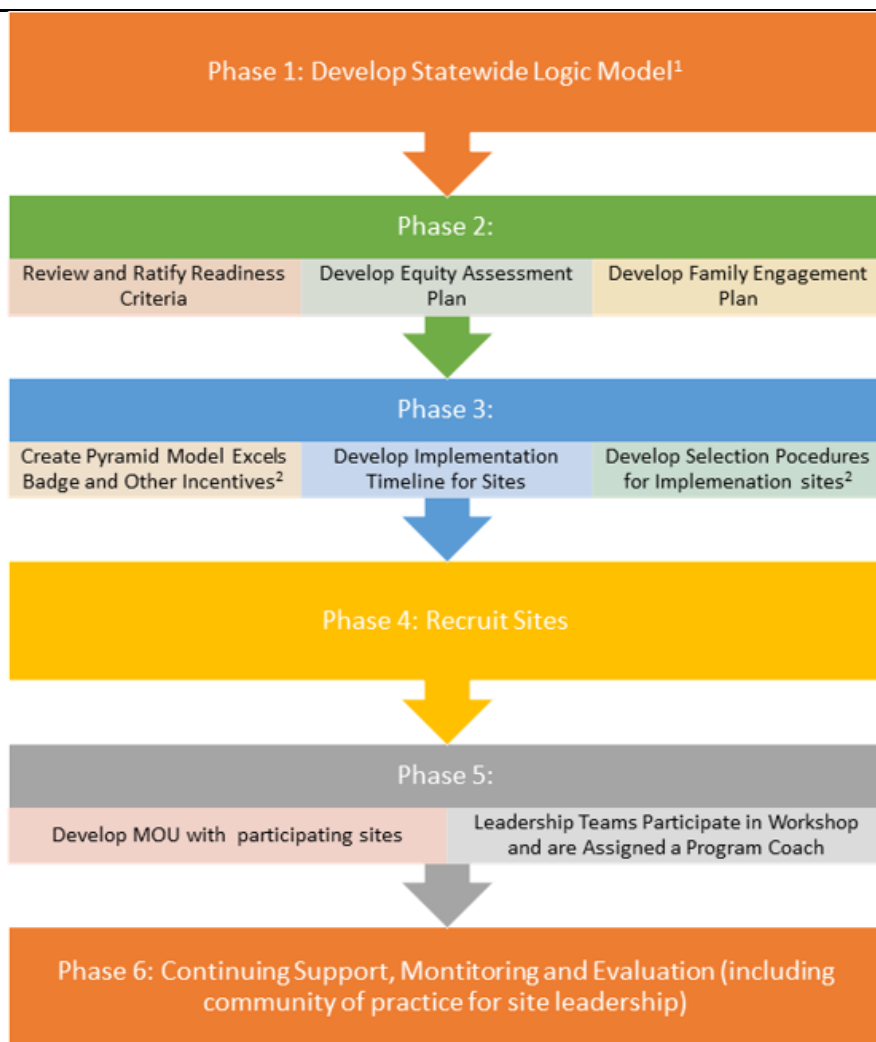 Phase 1: Develop Statewide Logic Model¹
Phase 2:
Review and Ratify Readiness
Criteria
Develop Equity Assessment
Plan
Develop Family Engagement
Plan
Phase 3:
Create Pyramid Model Excels
Badge and Other Incentives²
Develop Implementation
Timeline for Sites
Develop Selection Pocedures
for Implemenation sites²
Phase 4: Recruit Sites
Phase 5:
Develop MOU with participating sites
Leadership Teams Participate in Workshop
and are Assigned a Program Coach
Phase 6: Continuing Support, Montitoring and Evaluation (including
community of practice for site leadership)